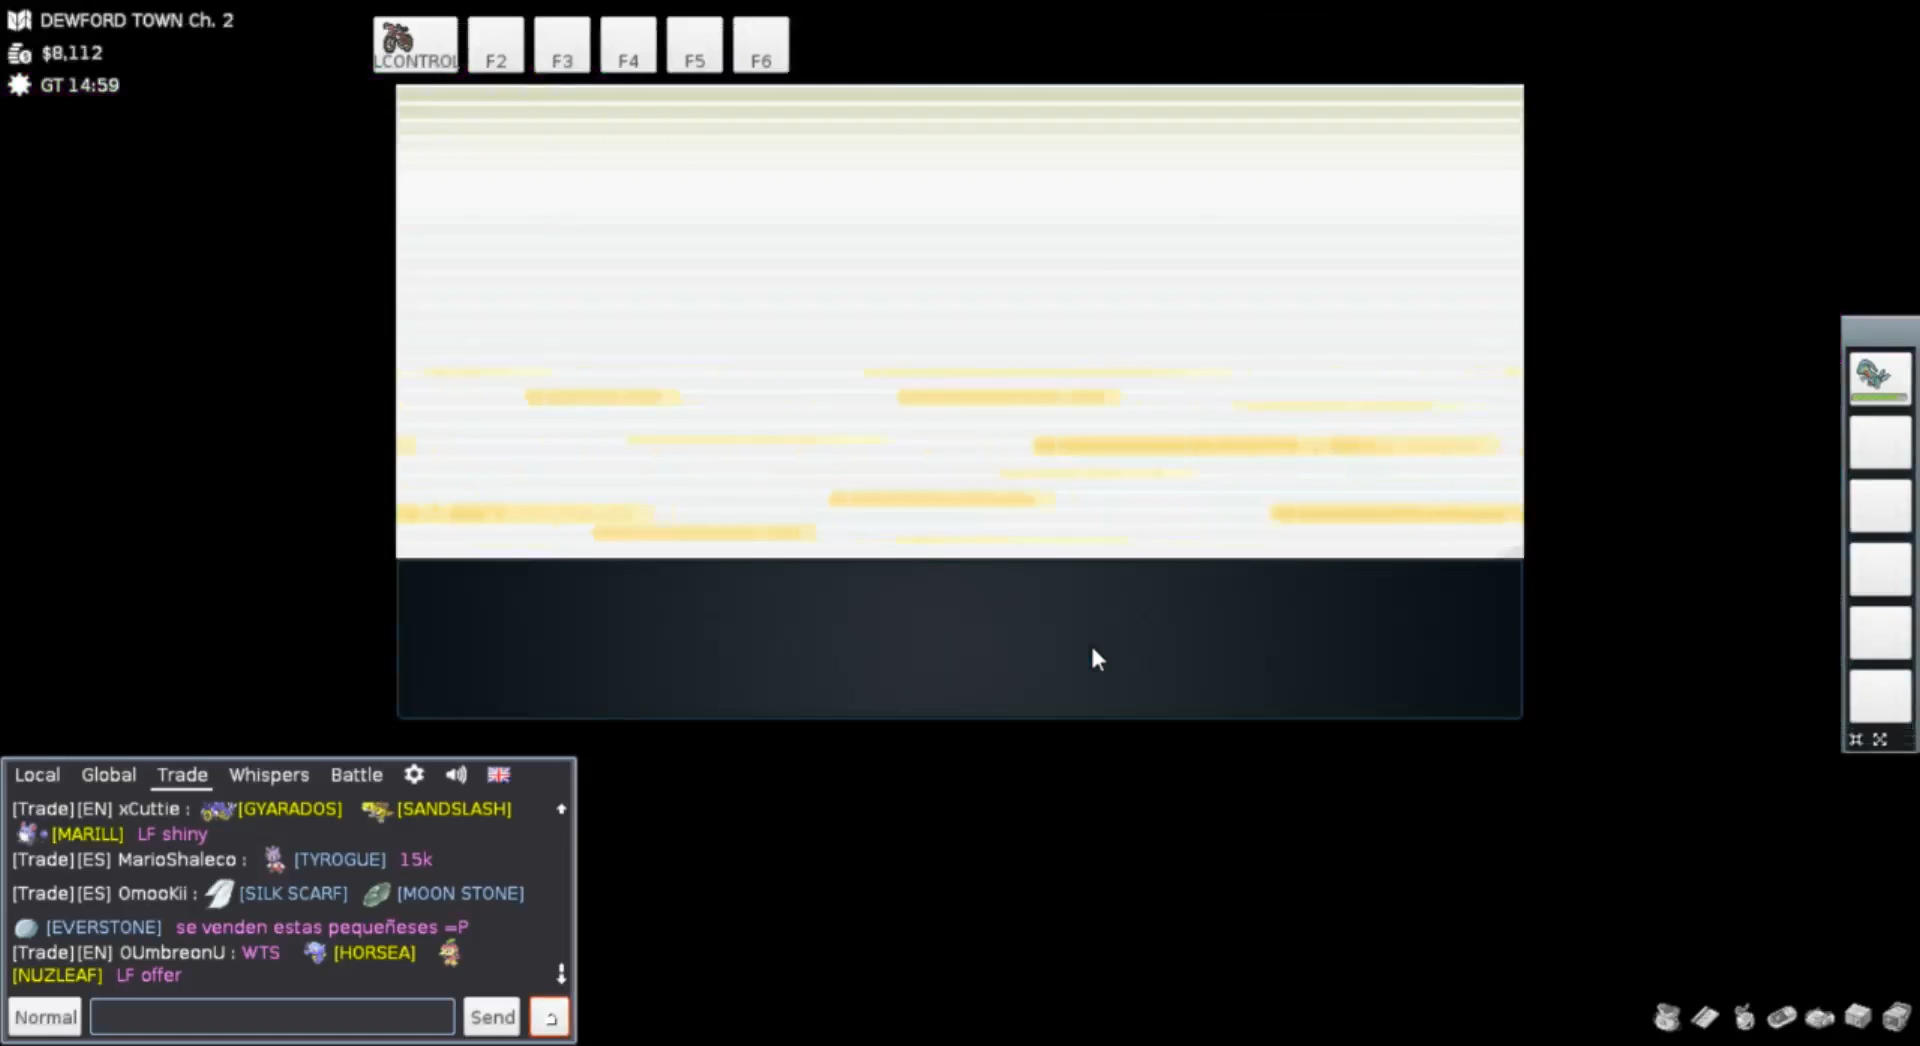 DEWFORD TOWN Ch. 2
$8,112
GT 14:59
LCONTROL F2 F3 F4 F5 F6
Local Global Trade Whispers Battle
[Trade][EN] xCuttie : [GYARADOS] [SANDSLASH]
[MARILL] LF shiny
[Trade][ES] MarioShaleco : [TYROGUE] 15k
[Trade][ES] OmooKii : [SILK SCARF] [MOON STONE]
[EVERSTONE] se venden estas pequeñeses =P
[Trade][EN] OUmbreonU : WTS [HORSEA]
[NUZLEAF] LF offer
Normal Send